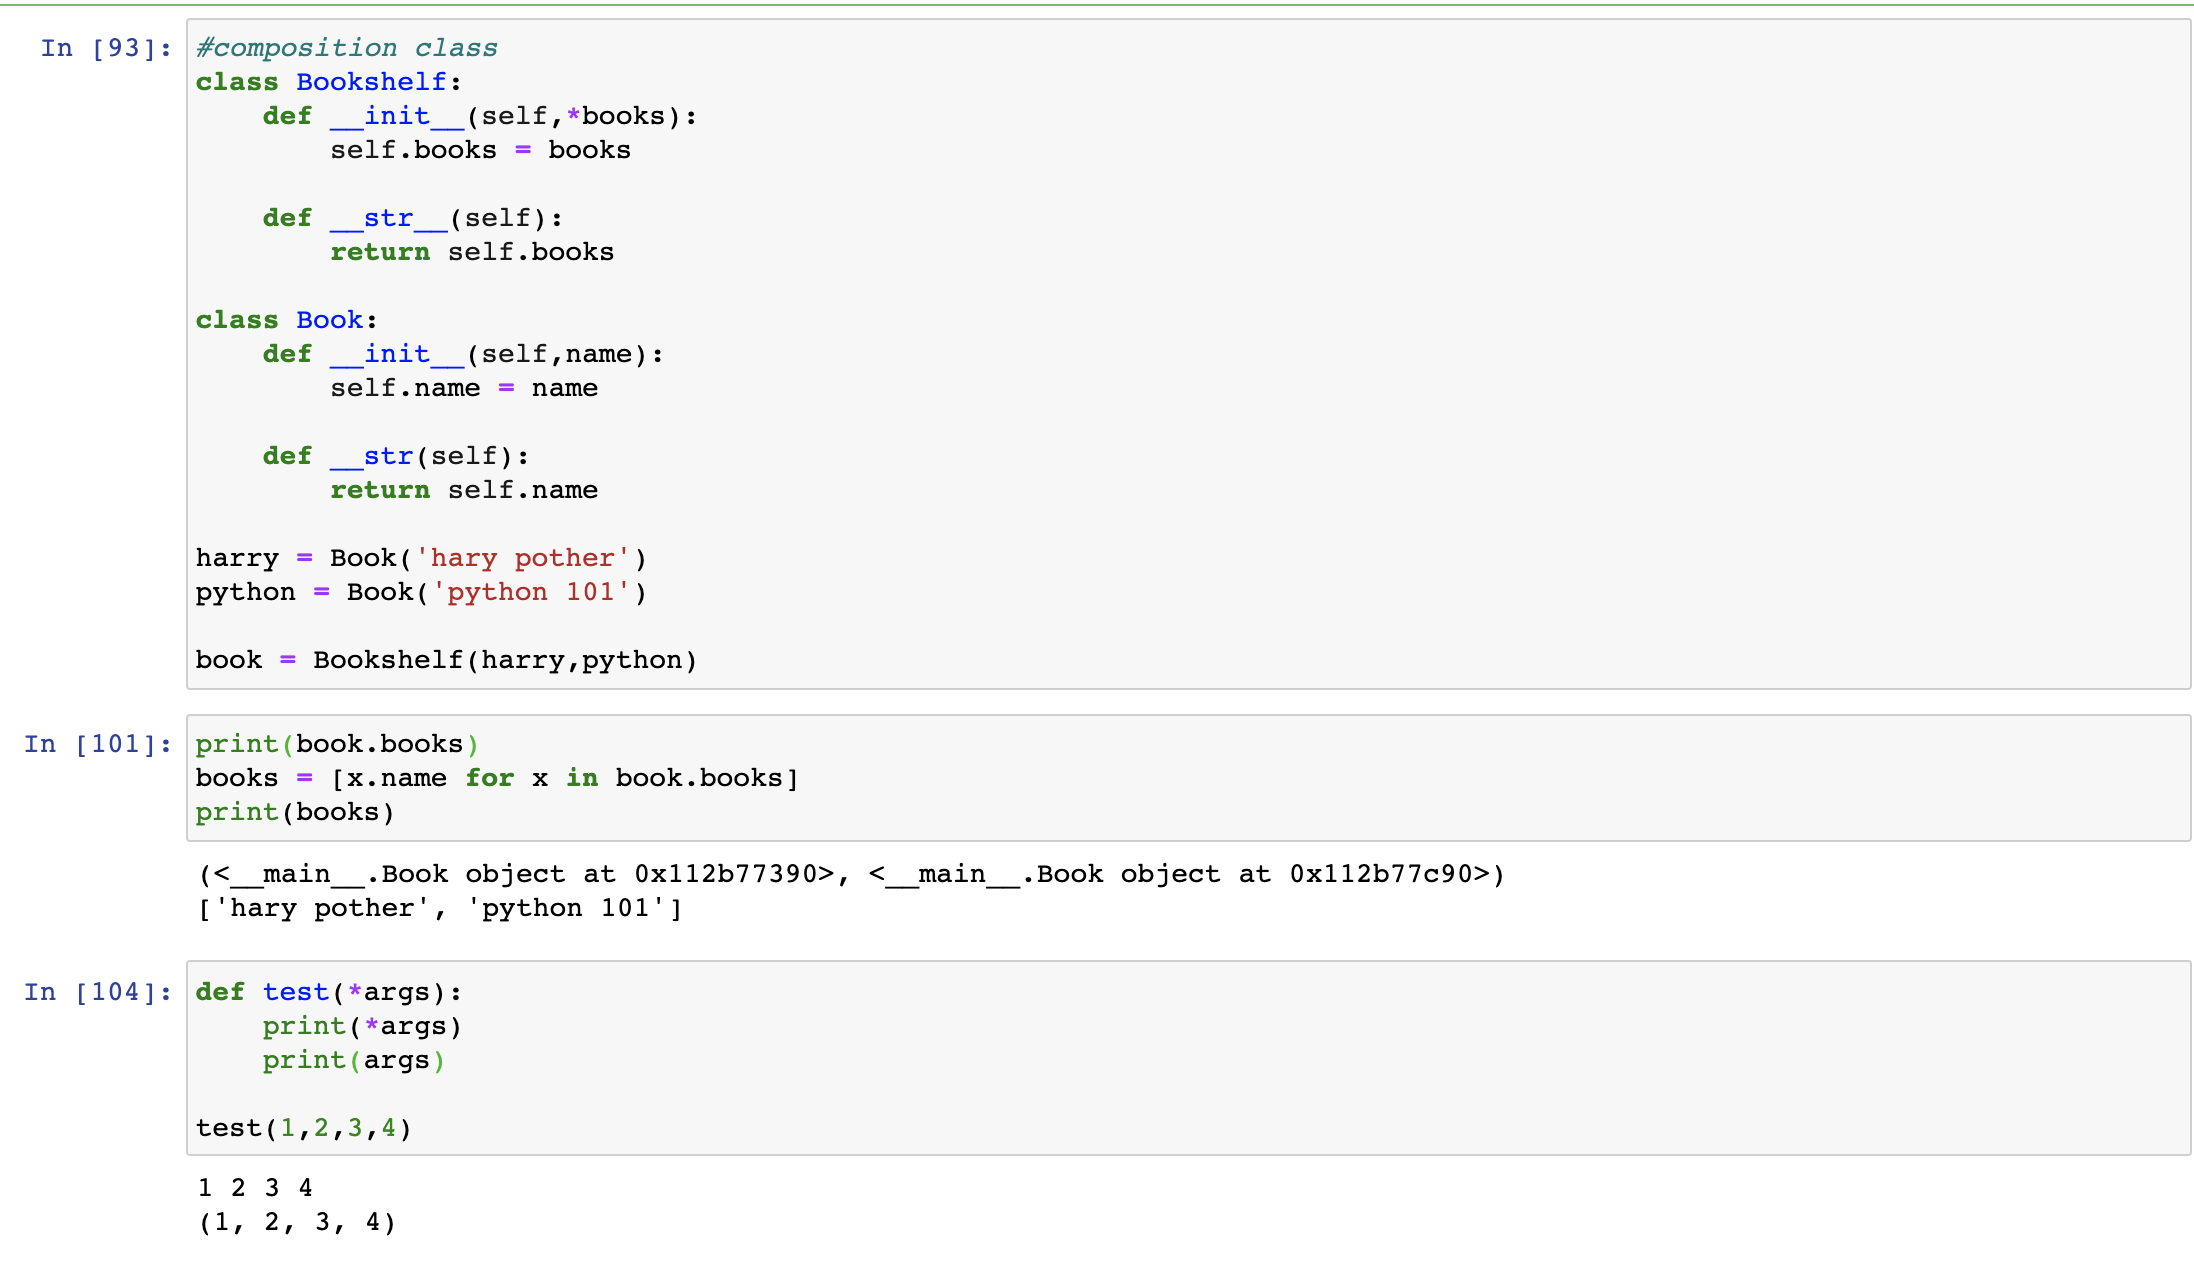 In [93]: #composition class
class Bookshelf:
    def __init__(self,*books):
        self.books = books
    def __str__(self):
        return self.books
class Book:
    def __init__(self,name):
        self.name = name
    def __str(self):
        return self.name
harry = Book('hary pother')
python = Book('python 101')
book = Bookshelf(harry,python)
In [101]: print(book.books)
books = [x.name for x in book.books]
print(books)
(<__main__.Book object at 0x112b77390>, <__main__.Book object at 0x112b77c90>)
['hary pother', 'python 101']
In [104]: def test(*args):
    print(*args)
    print(args)
test(1,2,3,4)
1 2 3 4
(1, 2, 3, 4)